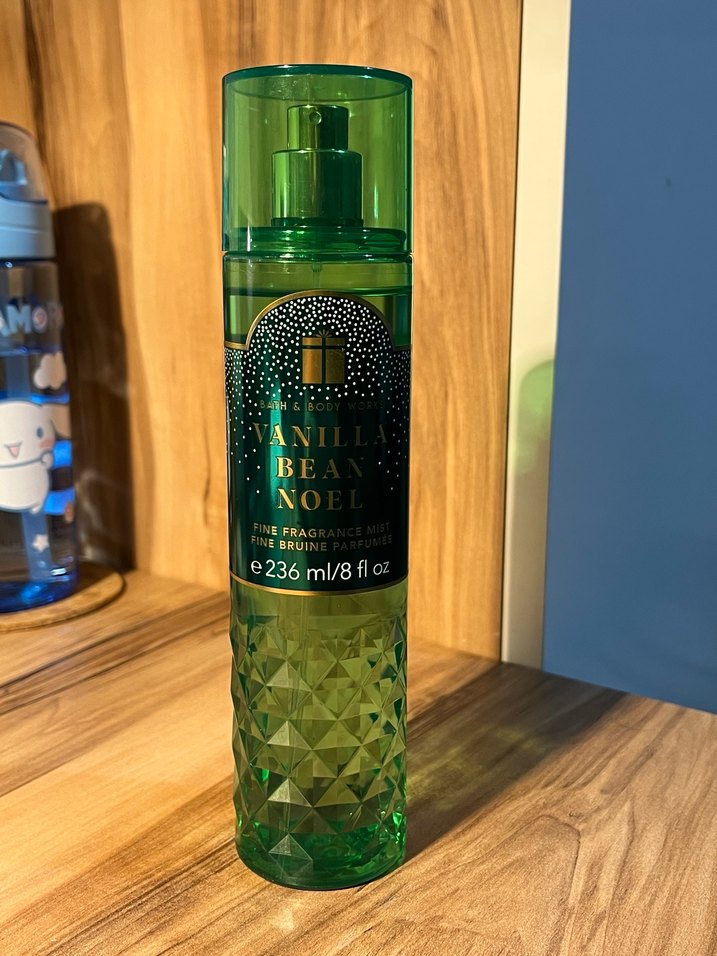 BATH & BODY WORKS
VANILLA
BEAN
NOEL
FINE FRAGRANCE MIST
FINE BRUINE PARFUMÉE
℮ 236 ml/8 fl oz